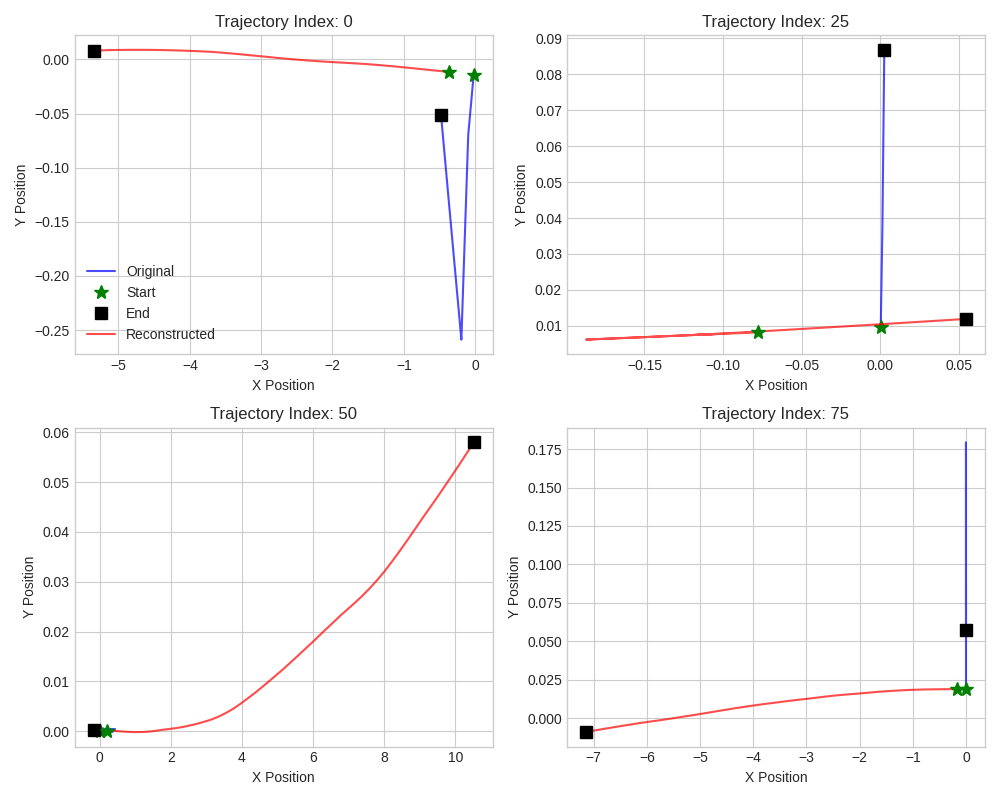 Trajectory Index: 0
0.00
−0.05
−0.10
−0.15
−0.20
−0.25
Y Position
Original
Start
End
Reconstructed
−5 −4 −3 −2 −1 0
X Position
Trajectory Index: 25
0.09
0.08
0.07
0.06
0.05
0.04
0.03
0.02
0.01
Y Position
−0.15 −0.10 −0.05 0.00 0.05
X Position
Trajectory Index: 50
0.06
0.05
0.04
0.03
0.02
0.01
0.00
Y Position
0 2 4 6 8 10
X Position
Trajectory Index: 75
0.175
0.150
0.125
0.100
0.075
0.050
0.025
0.000
Y Position
−7 −6 −5 −4 −3 −2 −1 0
X Position